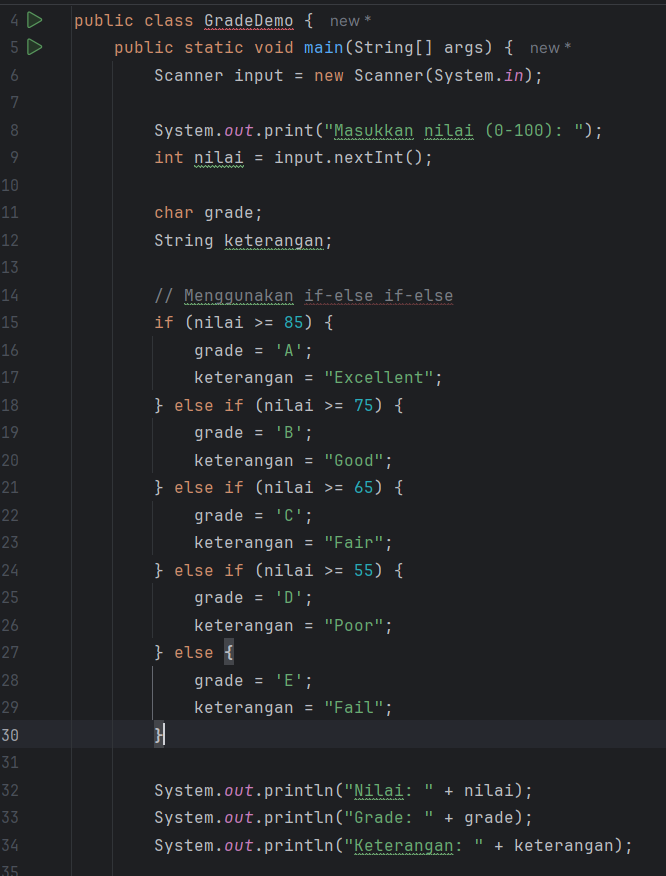 4 public class GradeDemo { new *
5 public static void main(String[] args) { new *
6 Scanner input = new Scanner(System.in);
7
8 System.out.print("Masukkan nilai (0-100): ");
9 int nilai = input.nextInt();
10
11 char grade;
12 String keterangan;
13
14 // Menggunakan if-else if-else
15 if (nilai >= 85) {
16 grade = 'A';
17 keterangan = "Excellent";
18 } else if (nilai >= 75) {
19 grade = 'B';
20 keterangan = "Good";
21 } else if (nilai >= 65) {
22 grade = 'C';
23 keterangan = "Fair";
24 } else if (nilai >= 55) {
25 grade = 'D';
26 keterangan = "Poor";
27 } else {
28 grade = 'E';
29 keterangan = "Fail";
30 }
31
32 System.out.println("Nilai: " + nilai);
33 System.out.println("Grade: " + grade);
34 System.out.println("Keterangan: " + keterangan);
35